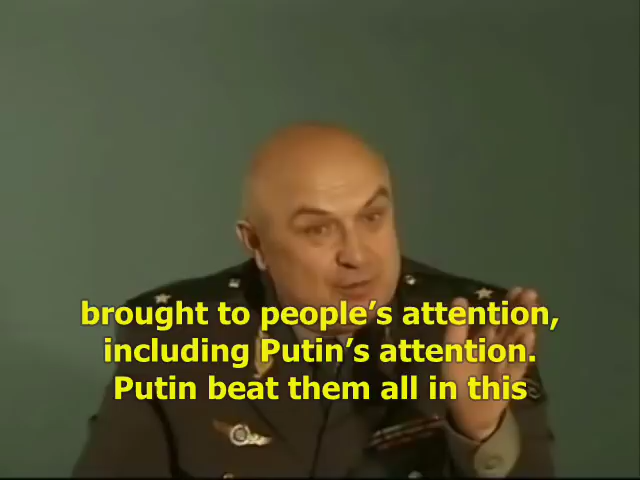 brought to people’s attention,
including Putin’s attention.
Putin beat them all in this